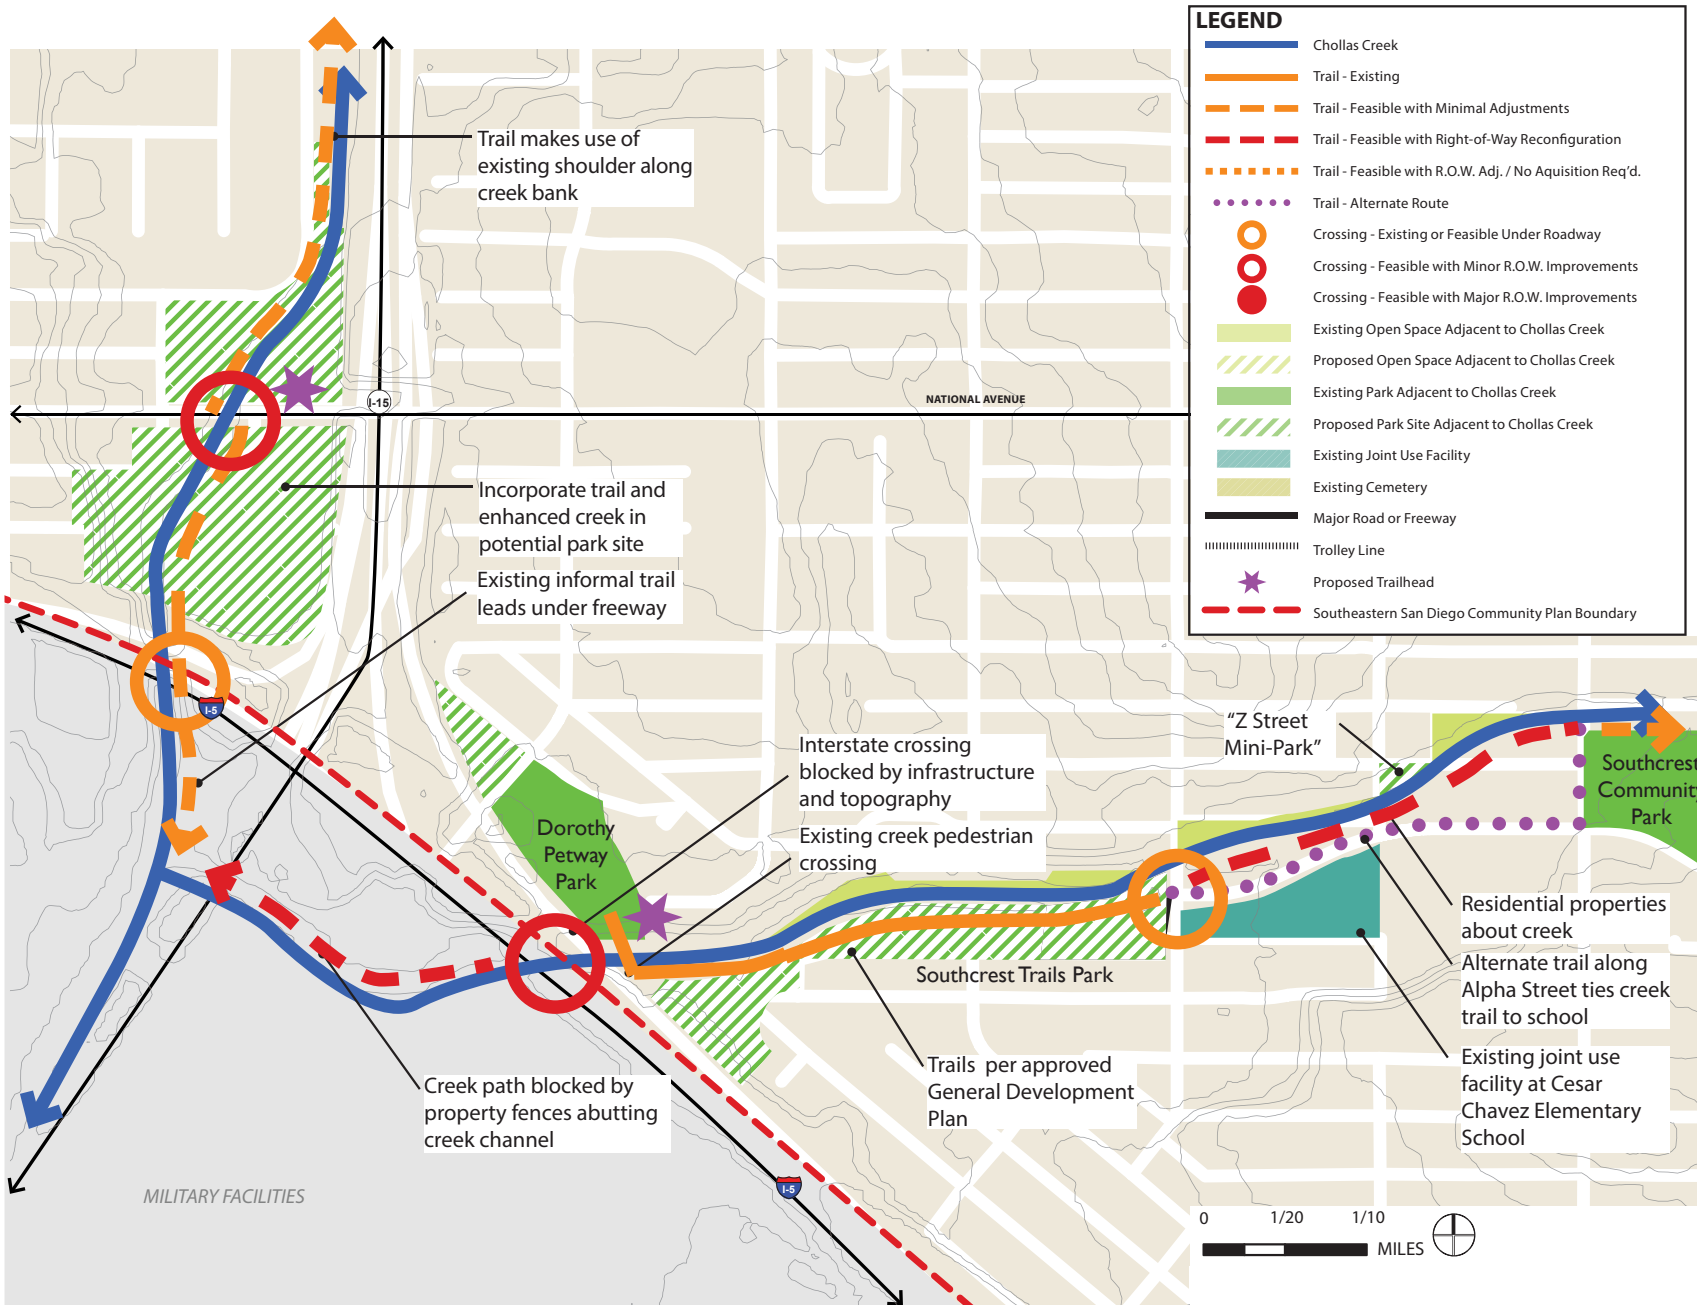 LEGEND
Chollas Creek
Trail - Existing
Trail - Feasible with Minimal Adjustments
Trail - Feasible with Right-of-Way Reconfiguration
Trail - Feasible with R.O.W. Adj. / No Aquisition Req'd.
Trail - Alternate Route
Crossing - Existing or Feasible Under Roadway
Crossing - Feasible with Minor R.O.W. Improvements
Crossing - Feasible with Major R.O.W. Improvements
Existing Open Space Adjacent to Chollas Creek
Proposed Open Space Adjacent to Chollas Creek
Existing Park Adjacent to Chollas Creek
Proposed Park Site Adjacent to Chollas Creek
Existing Joint Use Facility
Existing Cemetery
Major Road or Freeway
Trolley Line
Proposed Trailhead
Southeastern San Diego Community Plan Boundary
Trail makes use of
existing shoulder along
creek bank
I-15
NATIONAL AVENUE
Incorporate trail and
enhanced creek in
potential park site
Existing informal trail
leads under freeway
I-5
"Z Street
Mini-Park"
Interstate crossing
blocked by infrastructure
and topography
Southcrest
Community
Park
Dorothy
Petway
Park
Existing creek pedestrian
crossing
Residential properties
about creek
Southcrest Trails Park
Alternate trail along
Alpha Street ties creek
trail to school
Trails per approved
General Development
Plan
Existing joint use
facility at Cesar
Chavez Elementary
School
Creek path blocked by
property fences abutting
creek channel
I-5
MILITARY FACILITIES
0 1/20 1/10
MILES